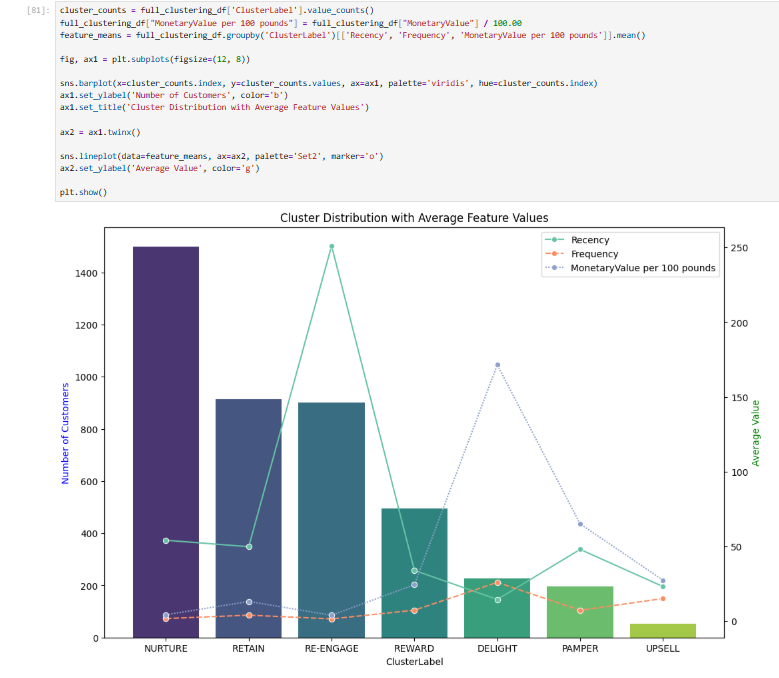 [81]:
cluster_counts = full_clustering_df['ClusterLabel'].value_counts()
full_clustering_df["MonetaryValue per 100 pounds"] = full_clustering_df["MonetaryValue"] / 100.00
feature_means = full_clustering_df.groupby('ClusterLabel')[['Recency', 'Frequency', 'MonetaryValue per 100 pounds']].mean()
fig, ax1 = plt.subplots(figsize=(12, 8))
sns.barplot(x=cluster_counts.index, y=cluster_counts.values, ax=ax1, palette='viridis', hue=cluster_counts.index)
ax1.set_ylabel('Number of Customers', color='b')
ax1.set_title('Cluster Distribution with Average Feature Values')
ax2 = ax1.twinx()
sns.lineplot(data=feature_means, ax=ax2, palette='Set2', marker='o')
ax2.set_ylabel('Average Value', color='g')
plt.show()
Cluster Distribution with Average Feature Values
Recency
Frequency
MonetaryValue per 100 pounds
Number of Customers
1400
1200
1000
800
600
400
200
0
250
200
150
100
50
0
Average Value
NURTURE RETAIN RE-ENGAGE REWARD DELIGHT PAMPER UPSELL
ClusterLabel